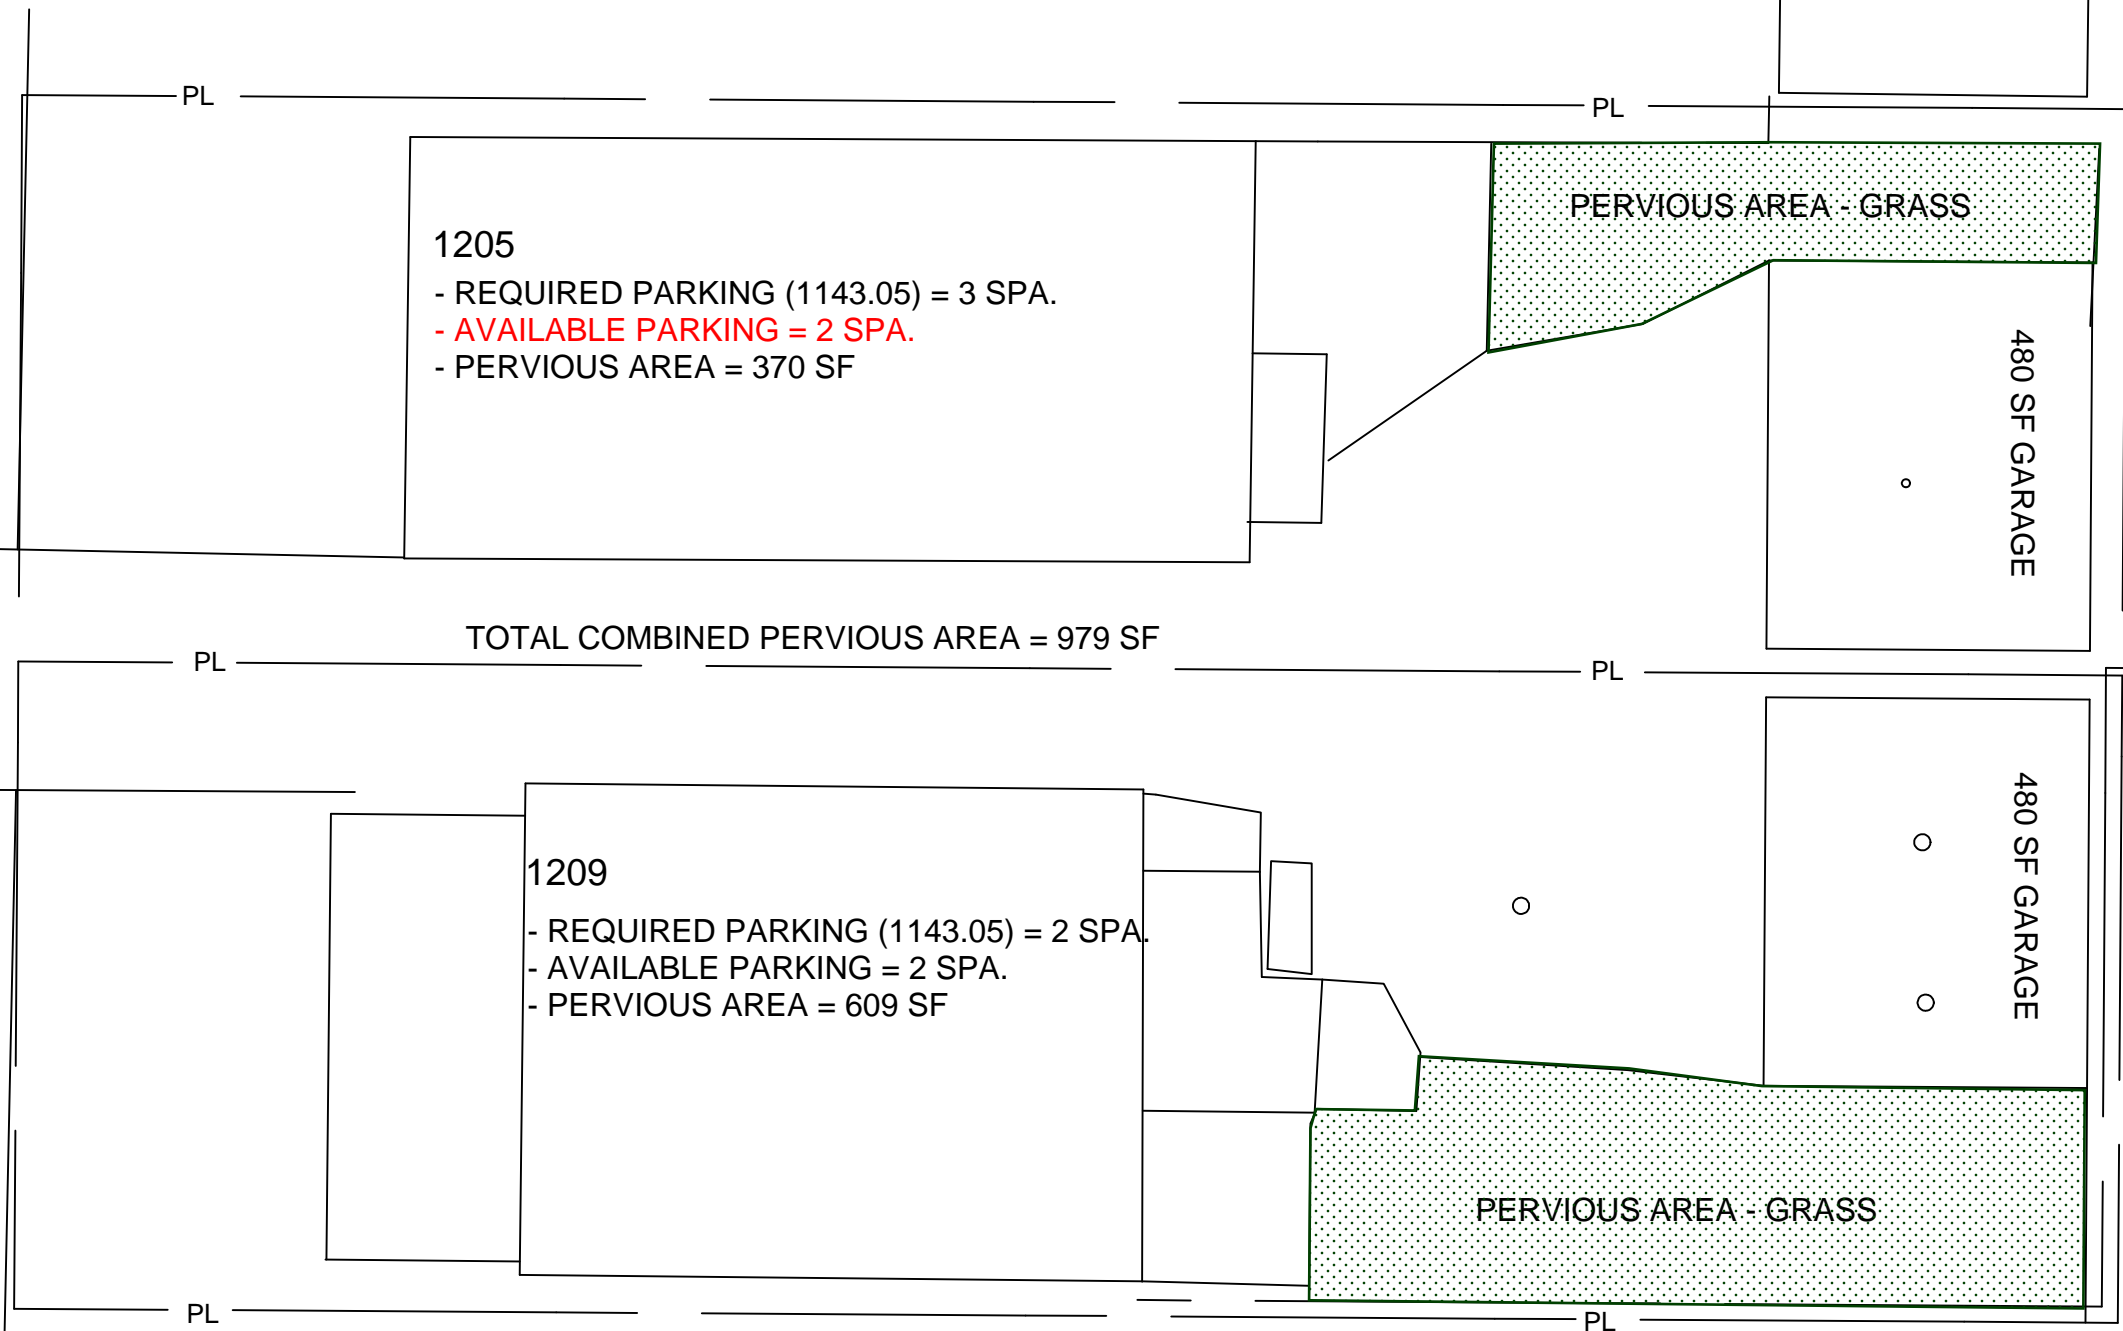 PL
PL
PERVIOUS AREA - GRASS
1205
- REQUIRED PARKING (1143.05) = 3 SPA.
- AVAILABLE PARKING = 2 SPA.
- PERVIOUS AREA = 370 SF
480 SF GARAGE
TOTAL COMBINED PERVIOUS AREA = 979 SF
PL
PL
1209
- REQUIRED PARKING (1143.05) = 2 SPA.
- AVAILABLE PARKING = 2 SPA.
- PERVIOUS AREA = 609 SF
480 SF GARAGE
PERVIOUS AREA - GRASS
PL
PL